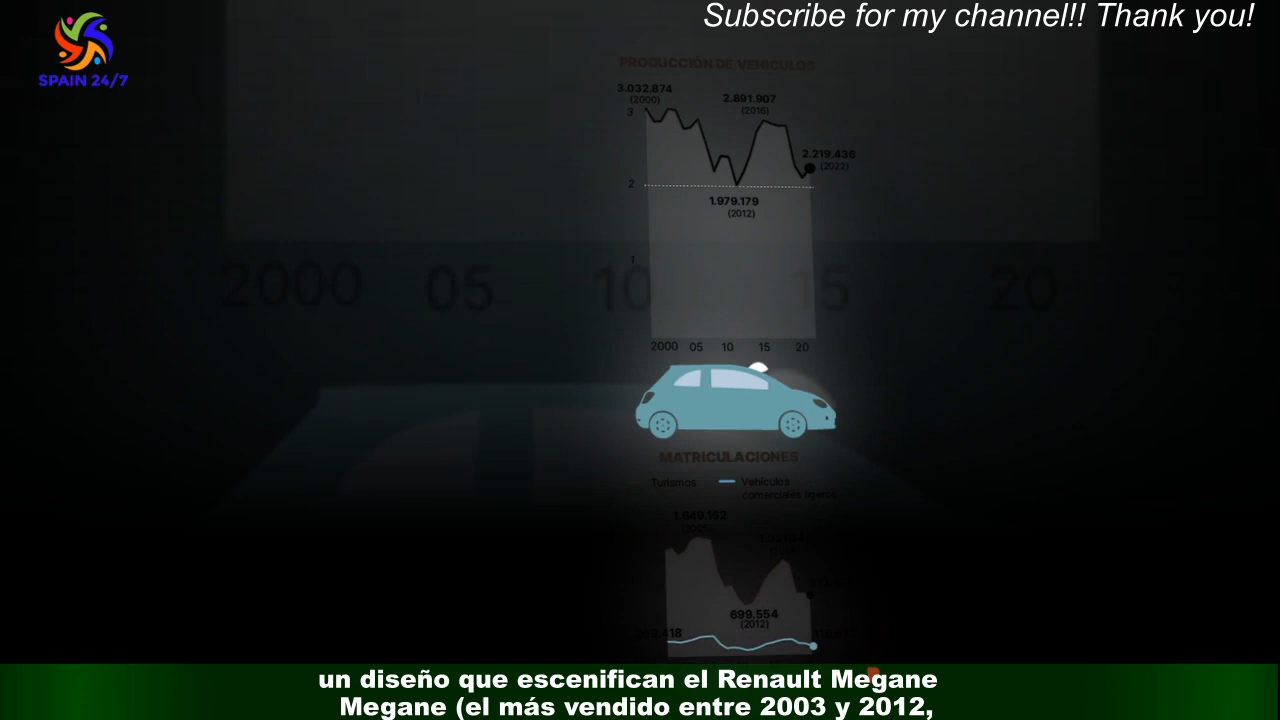 Subscribe for my channel!! Thank you!
SPAIN 24/7
PRODUCCIÓN DE VEHÍCULOS
3.032.874
(2000)
2.891.907
(2016)
3
2.219.436
(2022)
2
1.979.179
(2012)
1
2000 05 10 15 20
2000 05 10 15 20
MATRICULACIONES
Turismos
Vehículos
comerciales ligeros
1.649.162
699.554
(2012)
un diseño que escenifican el Renault Megane
Megane (el más vendido entre 2003 y 2012,